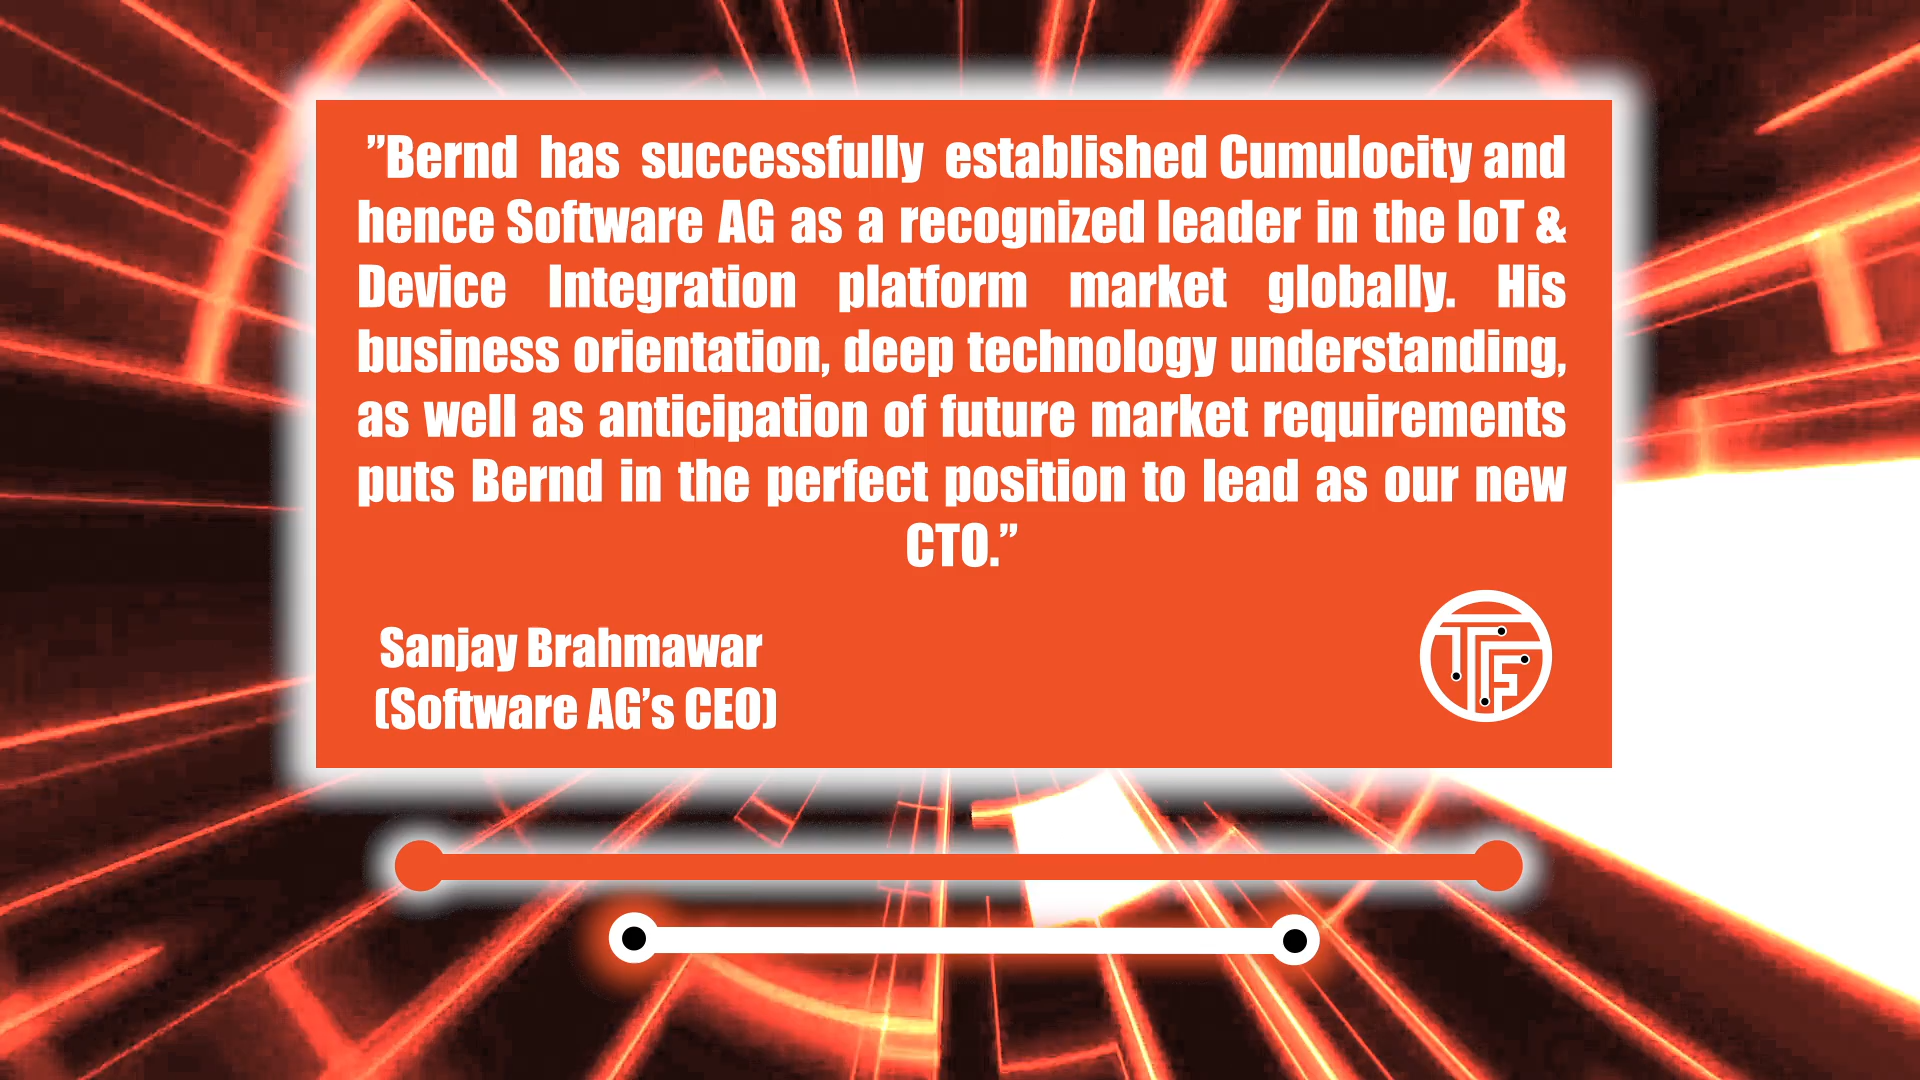 ”Bernd has successfully established Cumulocity and
hence Software AG as a recognized leader in the IoT &
Device Integration platform market globally. His
business orientation, deep technology understanding,
as well as anticipation of future market requirements
puts Bernd in the perfect position to lead as our new
CTO.”
Sanjay Brahmawar
(Software AG’s CEO)